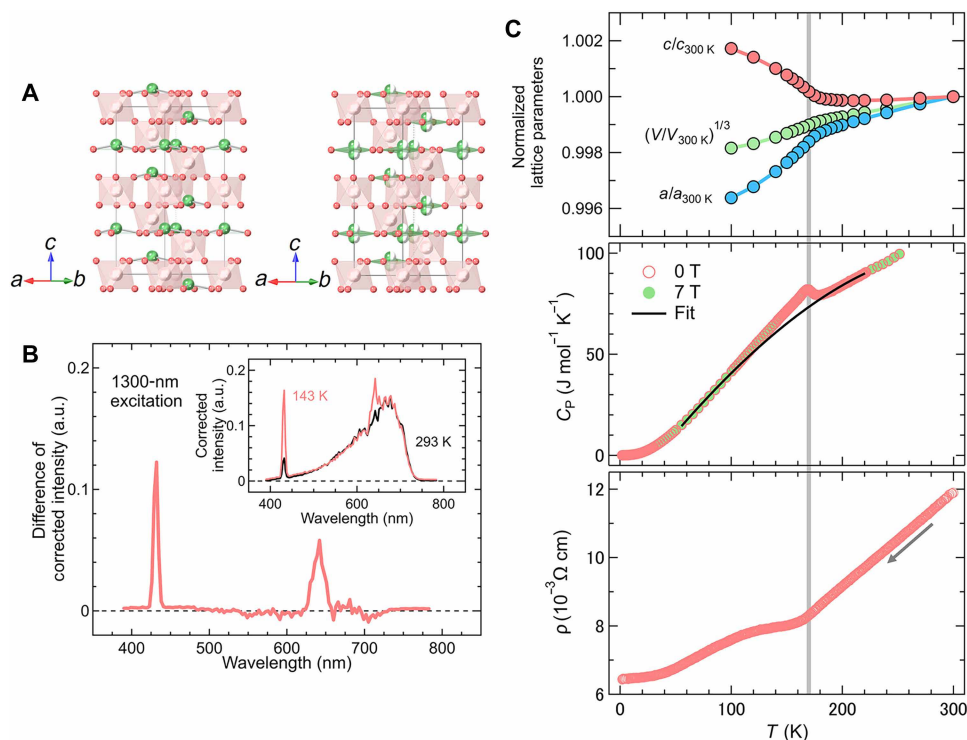 A
c
a
b
c
a
b
B
0.2
0.1
0
Difference of
corrected intensity (a.u.)
1300-nm
excitation
400
500
600
700
800
Wavelength (nm)
0.2
0.1
0
Corrected
intensity (a.u.)
143 K
293 K
400
600
800
Wavelength (nm)
C
1.002
1.000
0.998
0.996
Normalized
lattice parameters
c/c300 K
(V/V300 K)1/3
a/a300 K
100
50
0
CP (J mol−1 K−1)
0 T
7 T
Fit
12
10
8
6
ρ (10−3Ω cm)
0
100
200
300
T (K)